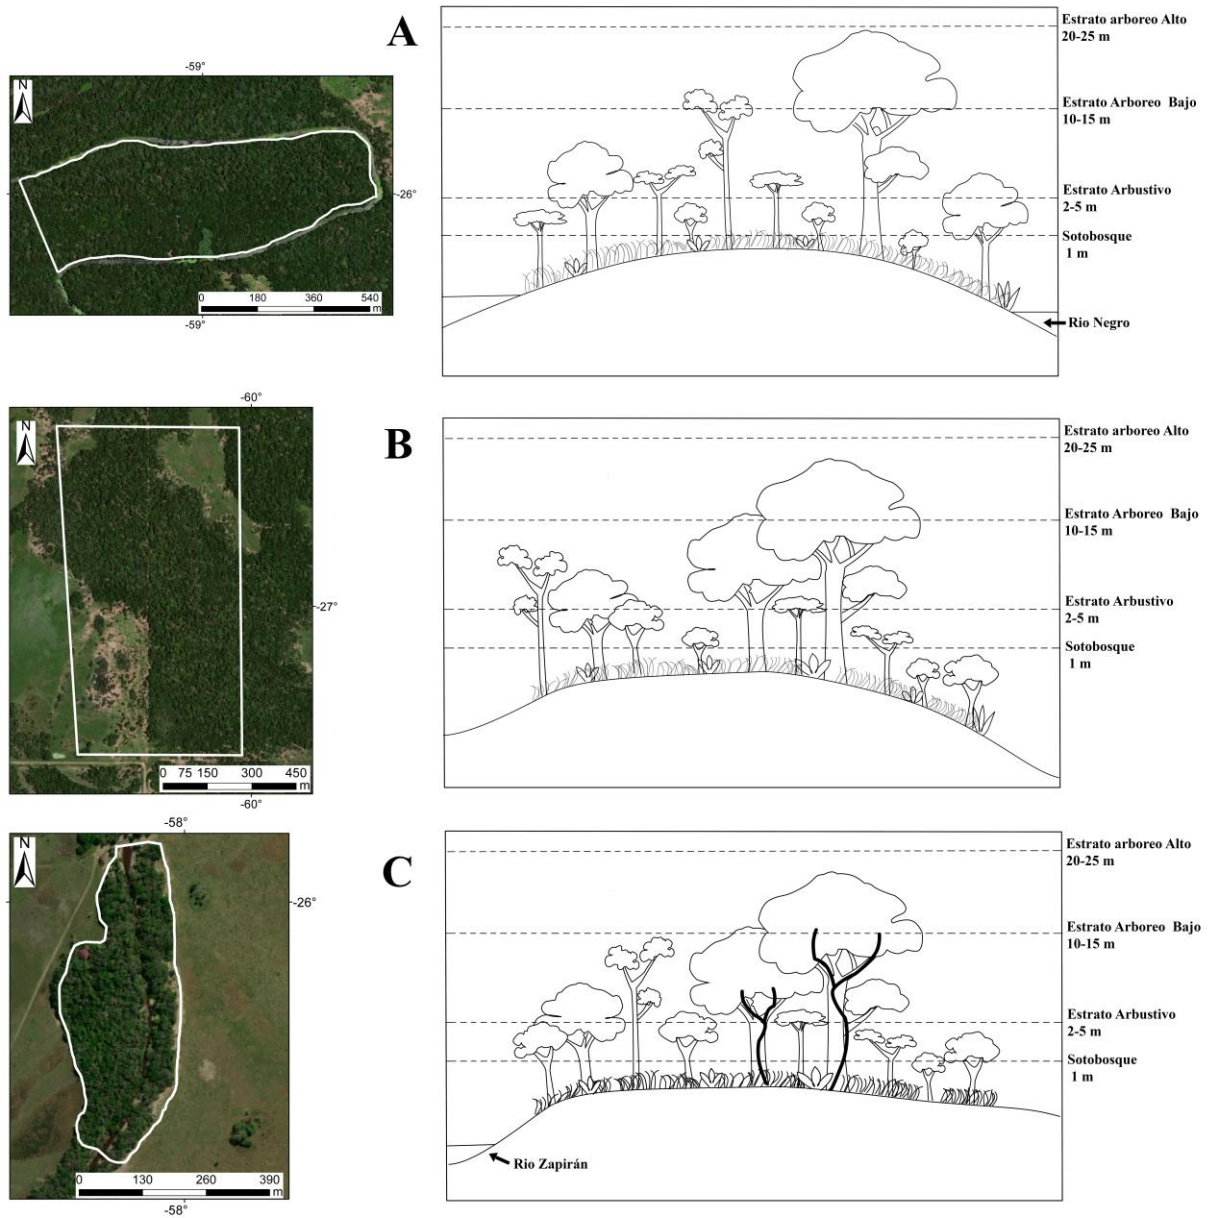 A
-59°
N
-26°
0 180 360 540
m
-59°
Estrato arboreo Alto
20-25 m
Estrato Arboreo Bajo
10-15 m
Estrato Arbustivo
2-5 m
Sotobosque
1 m
Rio Negro
B
-60°
N
-27°
0 75 150 300 450
m
-60°
Estrato arboreo Alto
20-25 m
Estrato Arboreo Bajo
10-15 m
Estrato Arbustivo
2-5 m
Sotobosque
1 m
C
-58°
N
-26°
0 130 260 390
m
-58°
Estrato arboreo Alto
20-25 m
Estrato Arboreo Bajo
10-15 m
Estrato Arbustivo
2-5 m
Sotobosque
1 m
Rio Zapirán